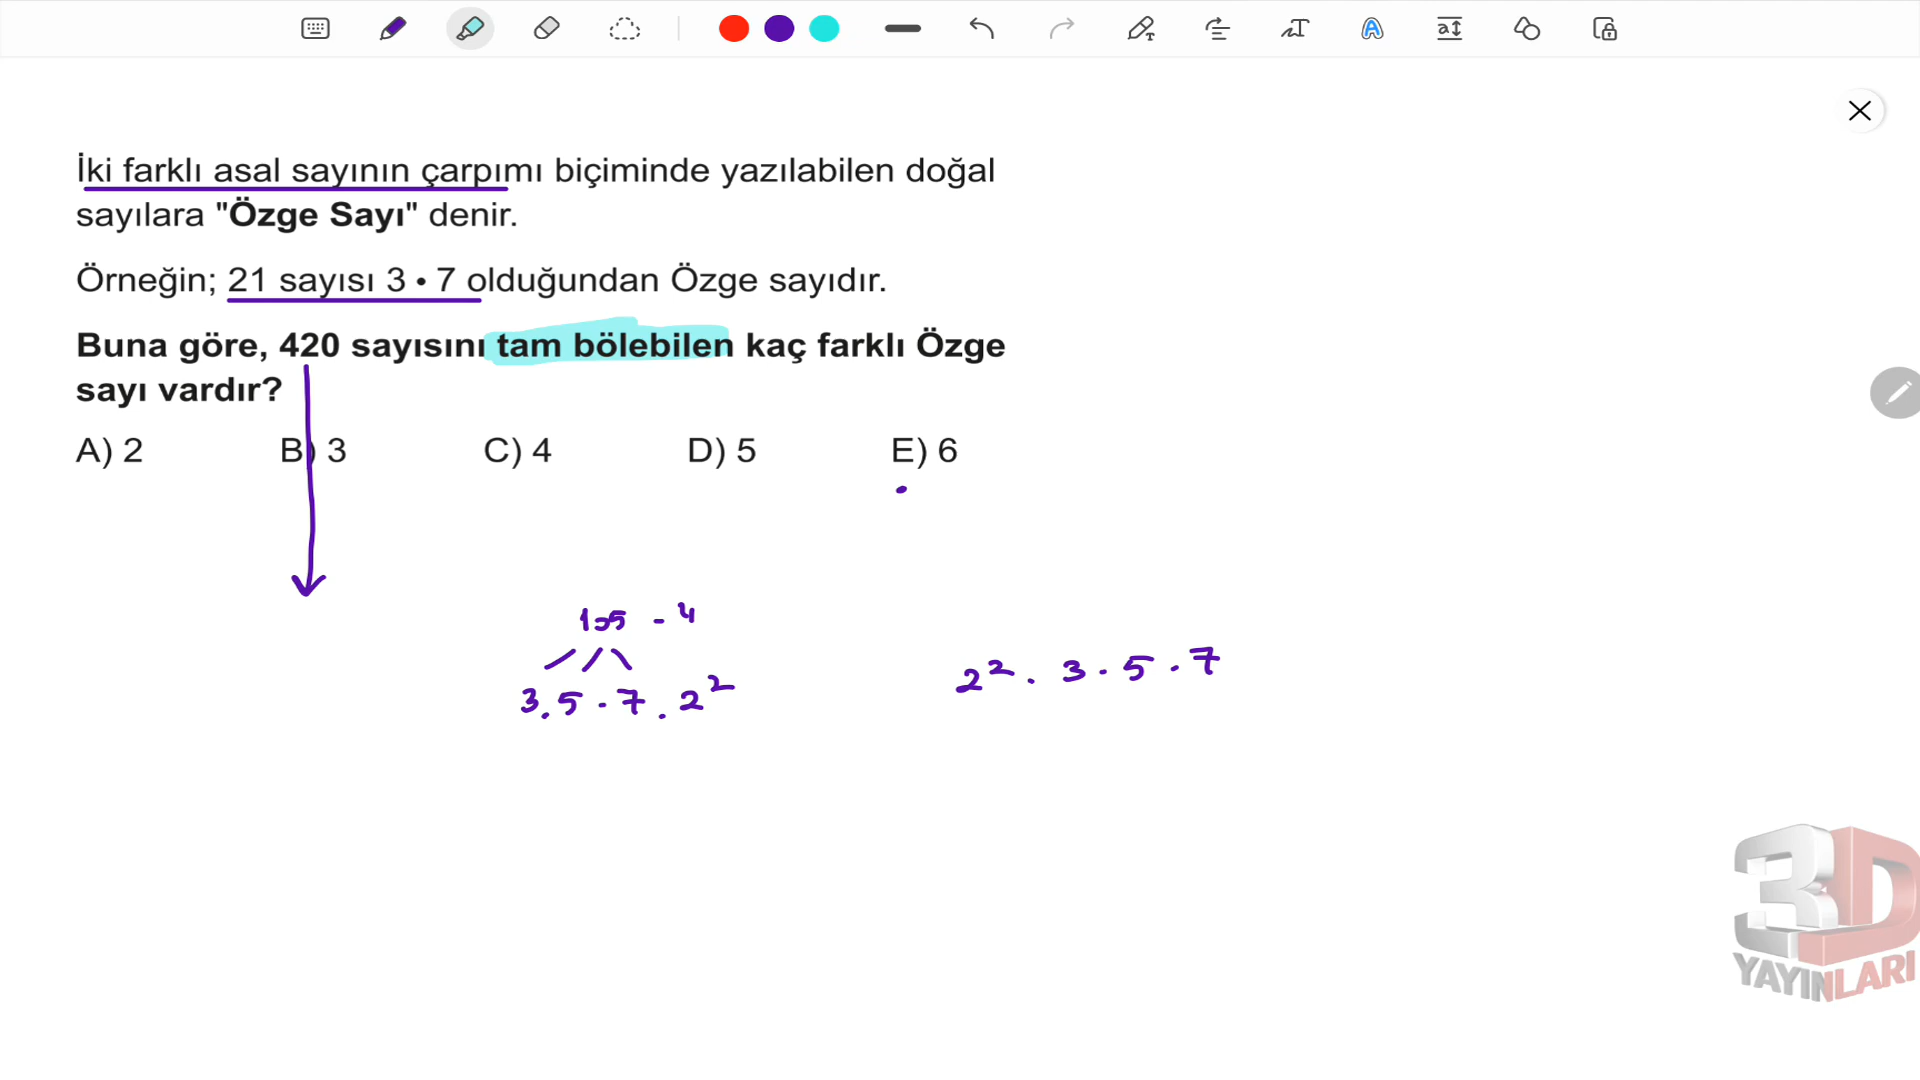 İki farklı asal sayının çarpımı biçiminde yazılabilen doğal
sayılara "Özge Sayı" denir.
Örneğin; 21 sayısı 3 • 7 olduğundan Özge sayıdır.
Buna göre, 420 sayısını tam bölebilen kaç farklı Özge
sayı vardır?
A) 2 B) 3 C) 4 D) 5 E) 6
105 - 4
3 . 5 . 7 . 2²
2² . 3 . 5 . 7
3D
YAYINLARI